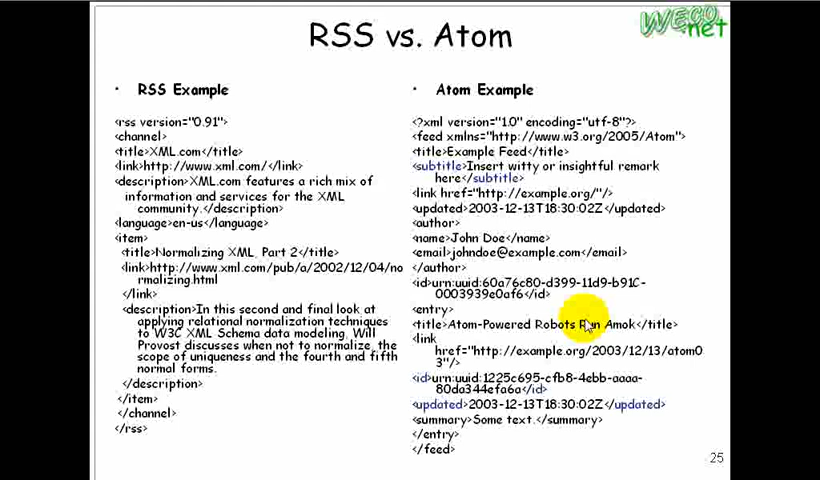 WECO.net
RSS vs. Atom
• RSS Example
<rss version="0.91">
<channel>
<title>XML.com</title>
<link>http://www.xml.com/</link>
<description>XML.com features a rich mix of
information and services for the XML
community.</description>
<language>en-us</language>
<item>
<title>Normalizing XML, Part 2</title>
<link>http://www.xml.com/pub/a/2002/12/04/no
rmalizing.html
</link>
<description>In this second and final look at
applying relational normalization techniques
to W3C XML Schema data modeling, Will
Provost discusses when not to normalize, the
scope of uniqueness and the fourth and fifth
normal forms.
</description>
</item>
</channel>
</rss>
• Atom Example
<?xml version="1.0" encoding="utf-8"?>
<feed xmlns="http://www.w3.org/2005/Atom">
<title>Example Feed</title>
<subtitle>Insert witty or insightful remark
here</subtitle>
<link href="http://example.org/"/>
<updated>2003-12-13T18:30:02Z</updated>
<author>
<name>John Doe</name>
<email>johndoe@example.com</email>
</author>
<id>urn:uuid:60a76c80-d399-11d9-b91C-
0003939e0af6</id>
<entry>
<title>Atom-Powered Robots Run Amok</title>
<link
href="http://example.org/2003/12/13/atom0
3"/>
<id>urn:uuid:1225c695-cfb8-4ebb-aaaa-
80da344efa6a</id>
<updated>2003-12-13T18:30:02Z</updated>
<summary>Some text.</summary>
</entry>
</feed>
25